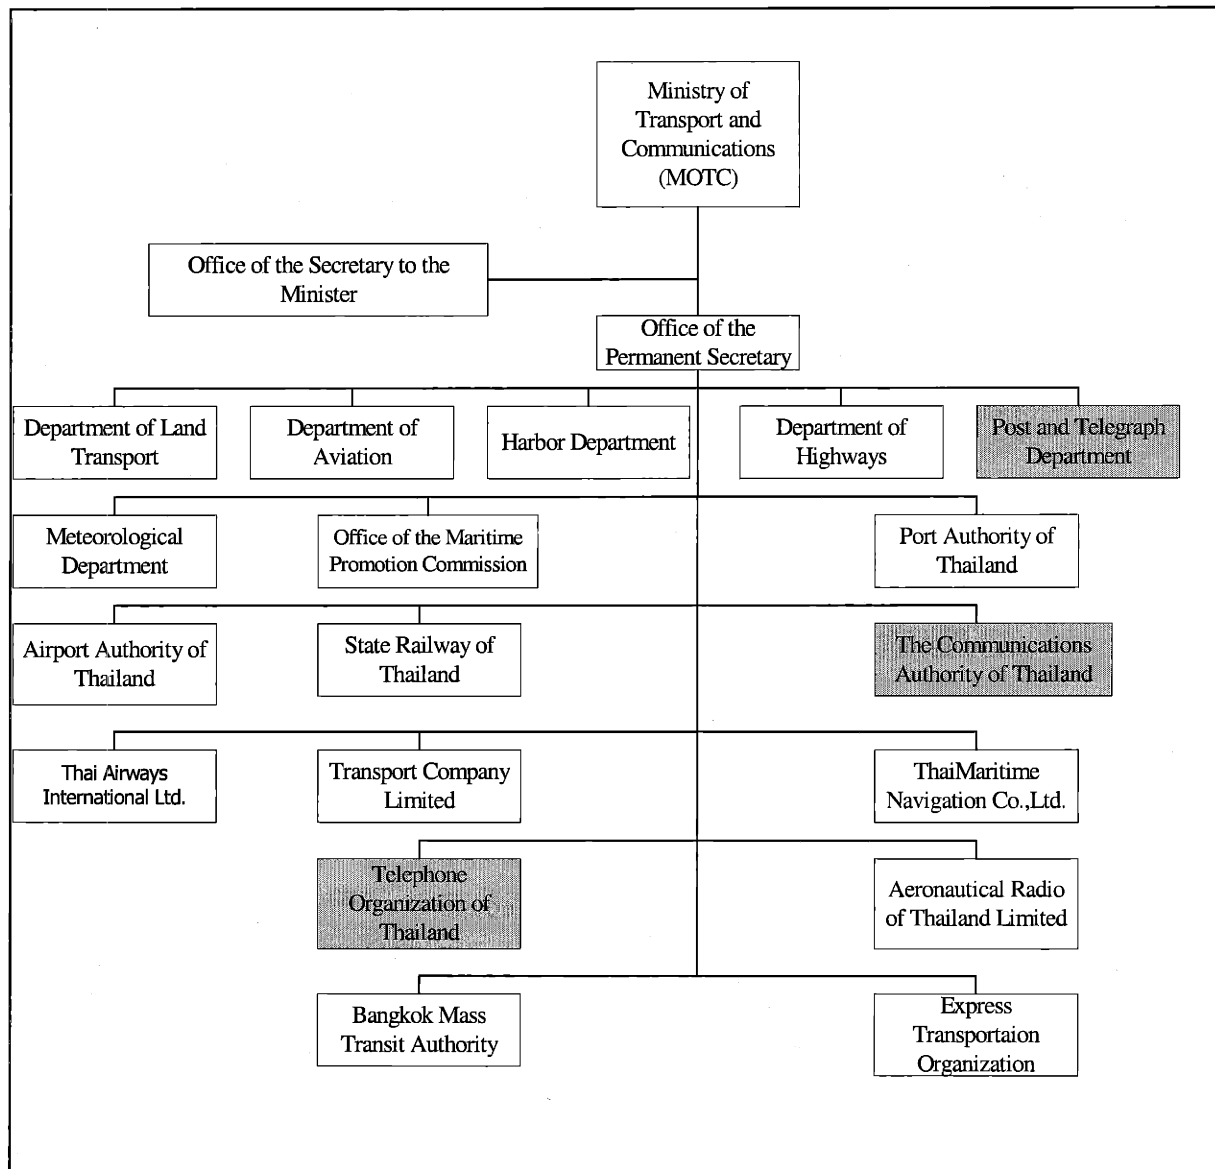 Ministry of
Transport and
Communications
(MOTC)
Office of the Secretary to the
Minister
Office of the
Permanent Secretary
Department of Land
Transport
Department of
Aviation
Harbor Department
Department of
Highways
Post and Telegraph
Department
Meteorological
Department
Office of the Maritime
Promotion Commission
Port Authority of
Thailand
Airport Authority of
Thailand
State Railway of
Thailand
The Communications
Authority of Thailand
Thai Airways
International Ltd.
Transport Company
Limited
ThaiMaritime
Navigation Co.,Ltd.
Telephone
Organization of
Thailand
Aeronautical Radio
of Thailand Limited
Bangkok Mass
Transit Authority
Express
Transportaion
Organization